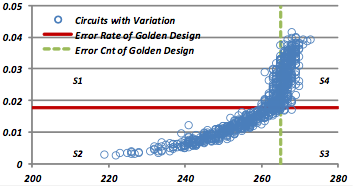 0.05
Circuits with Variation
Error Rate of Golden Design
0.04
Error Cnt of Golden Design
0.03
S1
S4
0.02
0.01
S2
S3
0
200
220
240
260
280